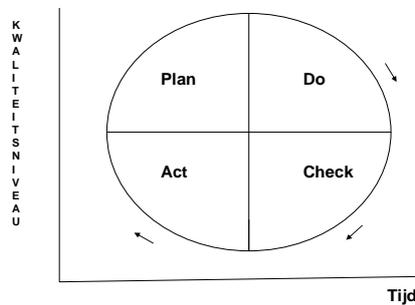 KWALITEITSNIVEAU
Plan
Do
Act
Check
Tijd